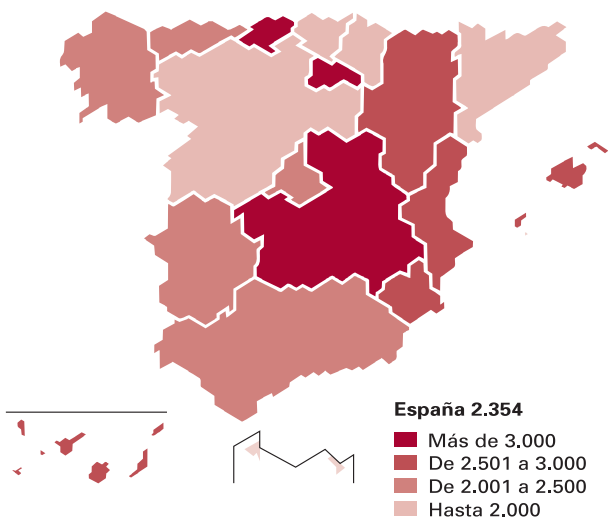 España 2.354
Más de 3.000
De 2.501 a 3.000
De 2.001 a 2.500
Hasta 2.000